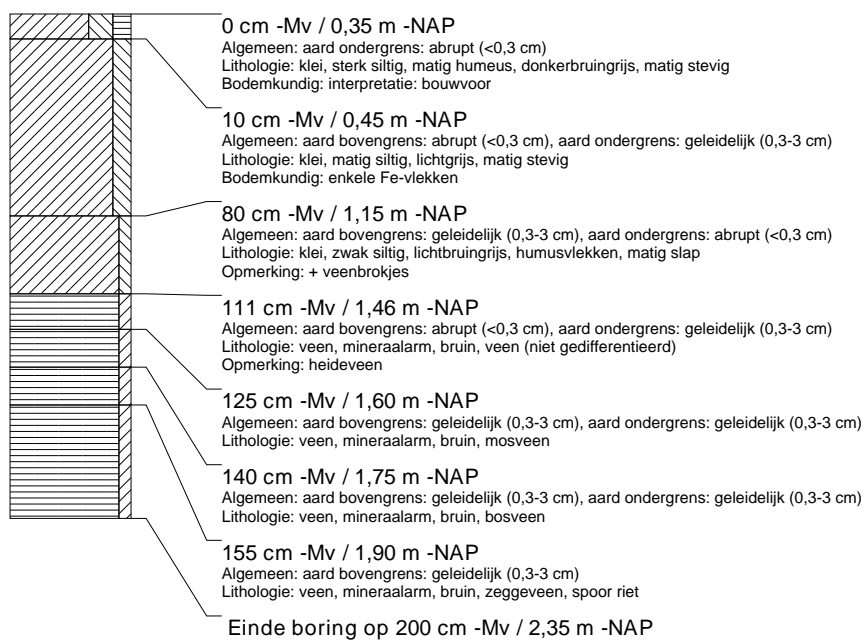 0 cm -Mv / 0,35 m -NAP
Algemeen: aard ondergrens: abrupt (<0,3 cm)
Lithologie: klei, sterk siltig, matig humeus, donkerbruingrijs, matig stevig
Bodemkundig: interpretatie: bouwvoor
10 cm -Mv / 0,45 m -NAP
Algemeen: aard bovengrens: abrupt (<0,3 cm), aard ondergrens: geleidelijk (0,3-3 cm)
Lithologie: klei, matig siltig, lichtgrijs, matig stevig
Bodemkundig: enkele Fe-vlekken
80 cm -Mv / 1,15 m -NAP
Algemeen: aard bovengrens: geleidelijk (0,3-3 cm), aard ondergrens: abrupt (<0,3 cm)
Lithologie: klei, zwak siltig, lichtbruingrijs, humusvlekken, matig slap
Opmerking: + veenbrokjes
111 cm -Mv / 1,46 m -NAP
Algemeen: aard bovengrens: abrupt (<0,3 cm), aard ondergrens: geleidelijk (0,3-3 cm)
Lithologie: veen, mineraalarm, bruin, veen (niet gedifferentieerd)
Opmerking: heideveen
125 cm -Mv / 1,60 m -NAP
Algemeen: aard bovengrens: geleidelijk (0,3-3 cm), aard ondergrens: geleidelijk (0,3-3 cm)
Lithologie: veen, mineraalarm, bruin, mosveen
140 cm -Mv / 1,75 m -NAP
Algemeen: aard bovengrens: geleidelijk (0,3-3 cm), aard ondergrens: geleidelijk (0,3-3 cm)
Lithologie: veen, mineraalarm, bruin, bosveen
155 cm -Mv / 1,90 m -NAP
Algemeen: aard bovengrens: geleidelijk (0,3-3 cm)
Lithologie: veen, mineraalarm, bruin, zeggeveen, spoor riet
Einde boring op 200 cm -Mv / 2,35 m -NAP